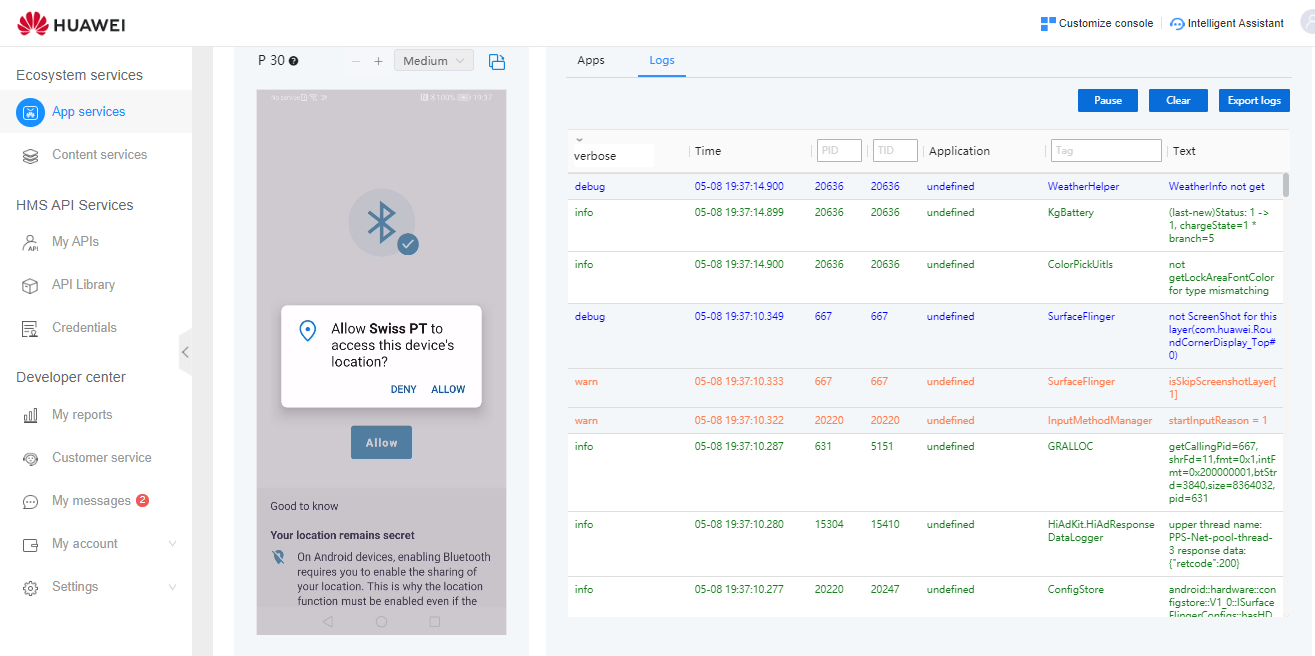 HUAWEI
Customize console
Intelligent Assistant
Ecosystem services
App services
Content services
HMS API Services
My APIs
API Library
Credentials
Developer center
My reports
Customer service
My messages 2
My account
Settings
P 30
Medium
No service
100%
19:37
Allow Swiss PT to
access this device's
location?
DENY ALLOW
Allow
Good to know
Your location remains secret
On Android devices, enabling Bluetooth
requires you to enable the sharing of
your location. This is why the location
function must be enabled even if the
Apps Logs
Pause Clear Export logs
verbose Time PID TID Application Tag Text
debug 05-08 19:37:14.900 20636 20636 undefined WeatherHelper WeatherInfo not get
info 05-08 19:37:14.899 20636 20636 undefined KgBattery (last-new)Status: 1 ->
1, chargeState=1 *
branch=5
info 05-08 19:37:14.900 20636 20636 undefined ColorPickUitls not
getLockAreaFontColor
for type mismatching
debug 05-08 19:37:10.349 667 667 undefined SurfaceFlinger not ScreenShot for this
layer(com.huawei.Rou
ndCornerDisplay_Top#
0)
warn 05-08 19:37:10.333 667 667 undefined SurfaceFlinger isSkipScreenshotLayer[
1]
warn 05-08 19:37:10.322 20220 20220 undefined InputMethodManager startInputReason = 1
info 05-08 19:37:10.287 631 5151 undefined GRALLOC getCallingPid=667,
shrFd=11,fmt=0x1,intF
mt=0x200000001,btStr
d=3840,size=8364032,
pid=631
info 05-08 19:37:10.280 15304 15410 undefined HiAdKit.HiAdResponse upper thread name:
DataLogger PPS-Net-pool-thread-
3 response data:
{"retcode":200}
info 05-08 19:37:10.277 20220 20247 undefined ConfigStore android::hardware::con
figstore::V1_0::ISurface
FlingerConfigs::hasHD